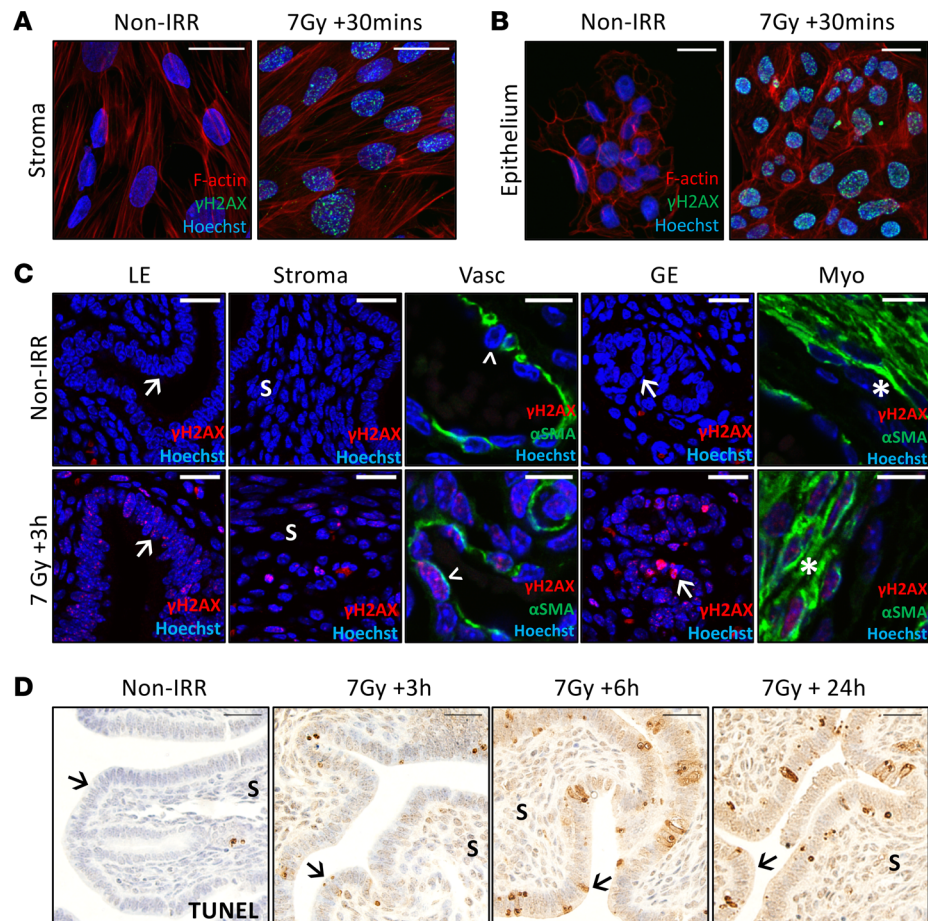 A
Non-IRR 7Gy +30mins
Stroma
F-actin
γH2AX
Hoechst
B
Non-IRR 7Gy +30mins
Epithelium
F-actin
γH2AX
Hoechst
C
LE Stroma Vasc GE Myo
Non-IRR
γH2AX
Hoechst
S
γH2AX
Hoechst
>
γH2AX
αSMA
Hoechst
γH2AX
Hoechst
*
γH2AX
αSMA
Hoechst
7 Gy +3h
γH2AX
Hoechst
S
γH2AX
Hoechst
>
γH2AX
αSMA
Hoechst
γH2AX
Hoechst
*
γH2AX
αSMA
Hoechst
D
Non-IRR 7Gy +3h 7Gy +6h 7Gy + 24h
S
TUNEL
S
S
S